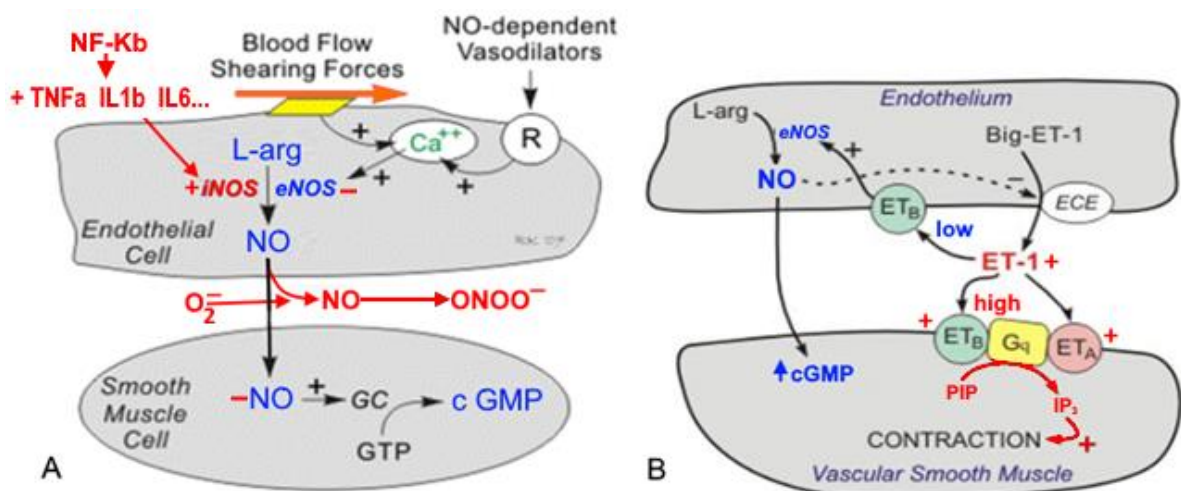 NF-Kb
+ TNFa IL1b IL6...
Blood Flow
Shearing Forces
NO-dependent
Vasodilators
+
Ca++
R
+
+
L-arg
+iNOS
eNOS −
Endothelial
Cell
NO
O2−
NO
ONOO−
Smooth
Muscle
Cell
−NO
+
GC
c GMP
GTP
A
Endothelium
L-arg
eNOS
+
Big-ET-1
NO
−
ECE
ETB
low
ET-1+
high
+
ETB
Gq
ETA
+
cGMP
PIP
IP3
CONTRACTION
+
Vascular Smooth Muscle
B